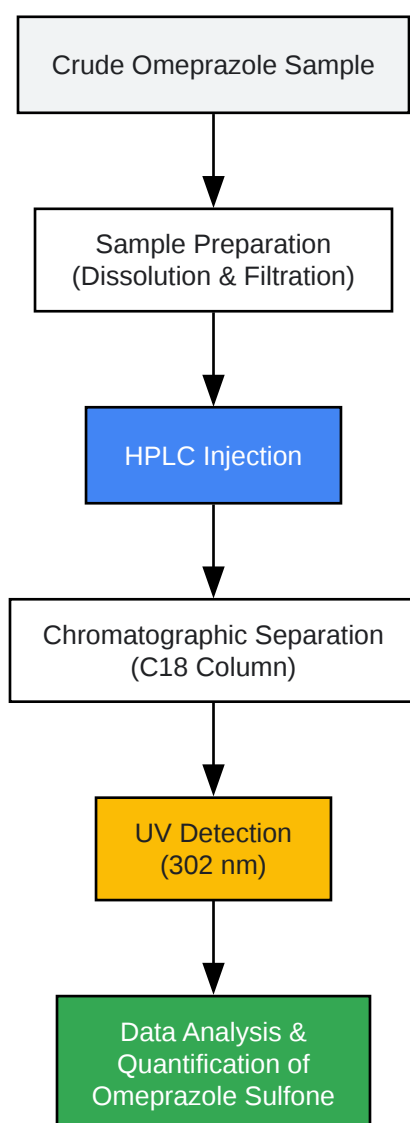 Crude Omeprazole Sample
Sample Preparation
(Dissolution & Filtration)
HPLC Injection
Chromatographic Separation
(C18 Column)
UV Detection
(302 nm)
Data Analysis &
Quantification of
Omeprazole Sulfone